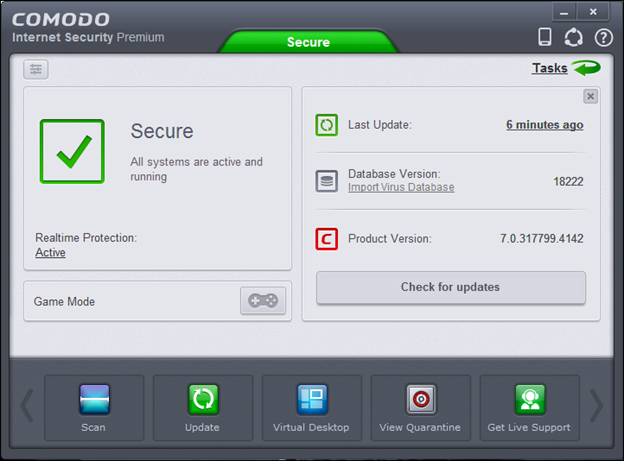 COMODO
Internet Security Premium
Secure
Tasks
Secure
All systems are active and
running
Realtime Protection:
Active
Game Mode
Last Update: 6 minutes ago
Database Version:
Import Virus Database
18222
Product Version: 7.0.317799.4142
Check for updates
Scan
Update
Virtual Desktop
View Quarantine
Get Live Support